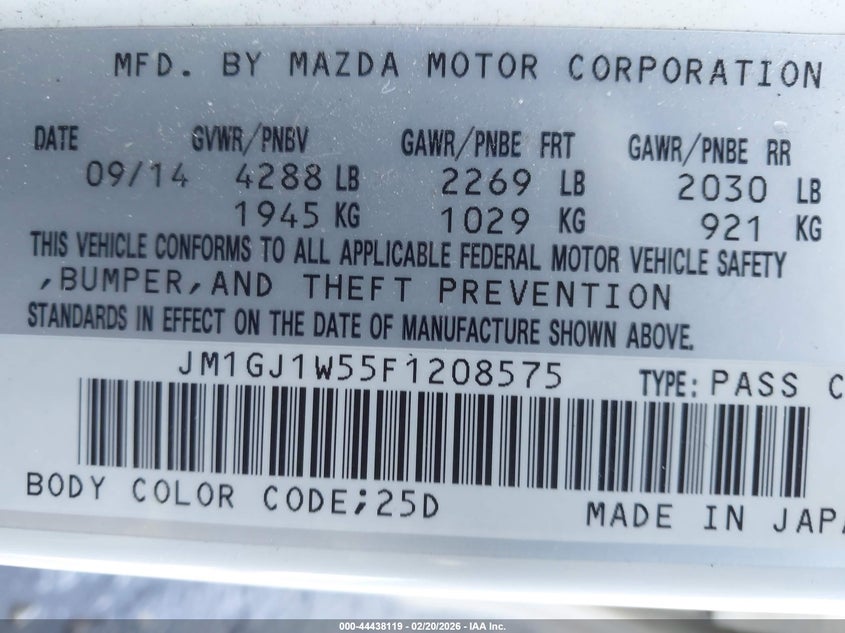 MFD. BY MAZDA MOTOR CORPORATION
DATE GVWR/PNBV GAWR/PNBE FRT GAWR/PNBE RR
09/14 4288 LB 2269 LB 2030 LB
1945 KG 1029 KG 921 KG
THIS VEHICLE CONFORMS TO ALL APPLICABLE FEDERAL MOTOR VEHICLE SAFETY
,BUMPER,AND THEFT PREVENTION
STANDARDS IN EFFECT ON THE DATE OF MANUFACTURE SHOWN ABOVE.
JM1GJ1W55F1208575 TYPE: PASS C
BODY COLOR CODE;25D
MADE IN JAPA
000-44438119 — 02/20/2026 — IAA Inc.